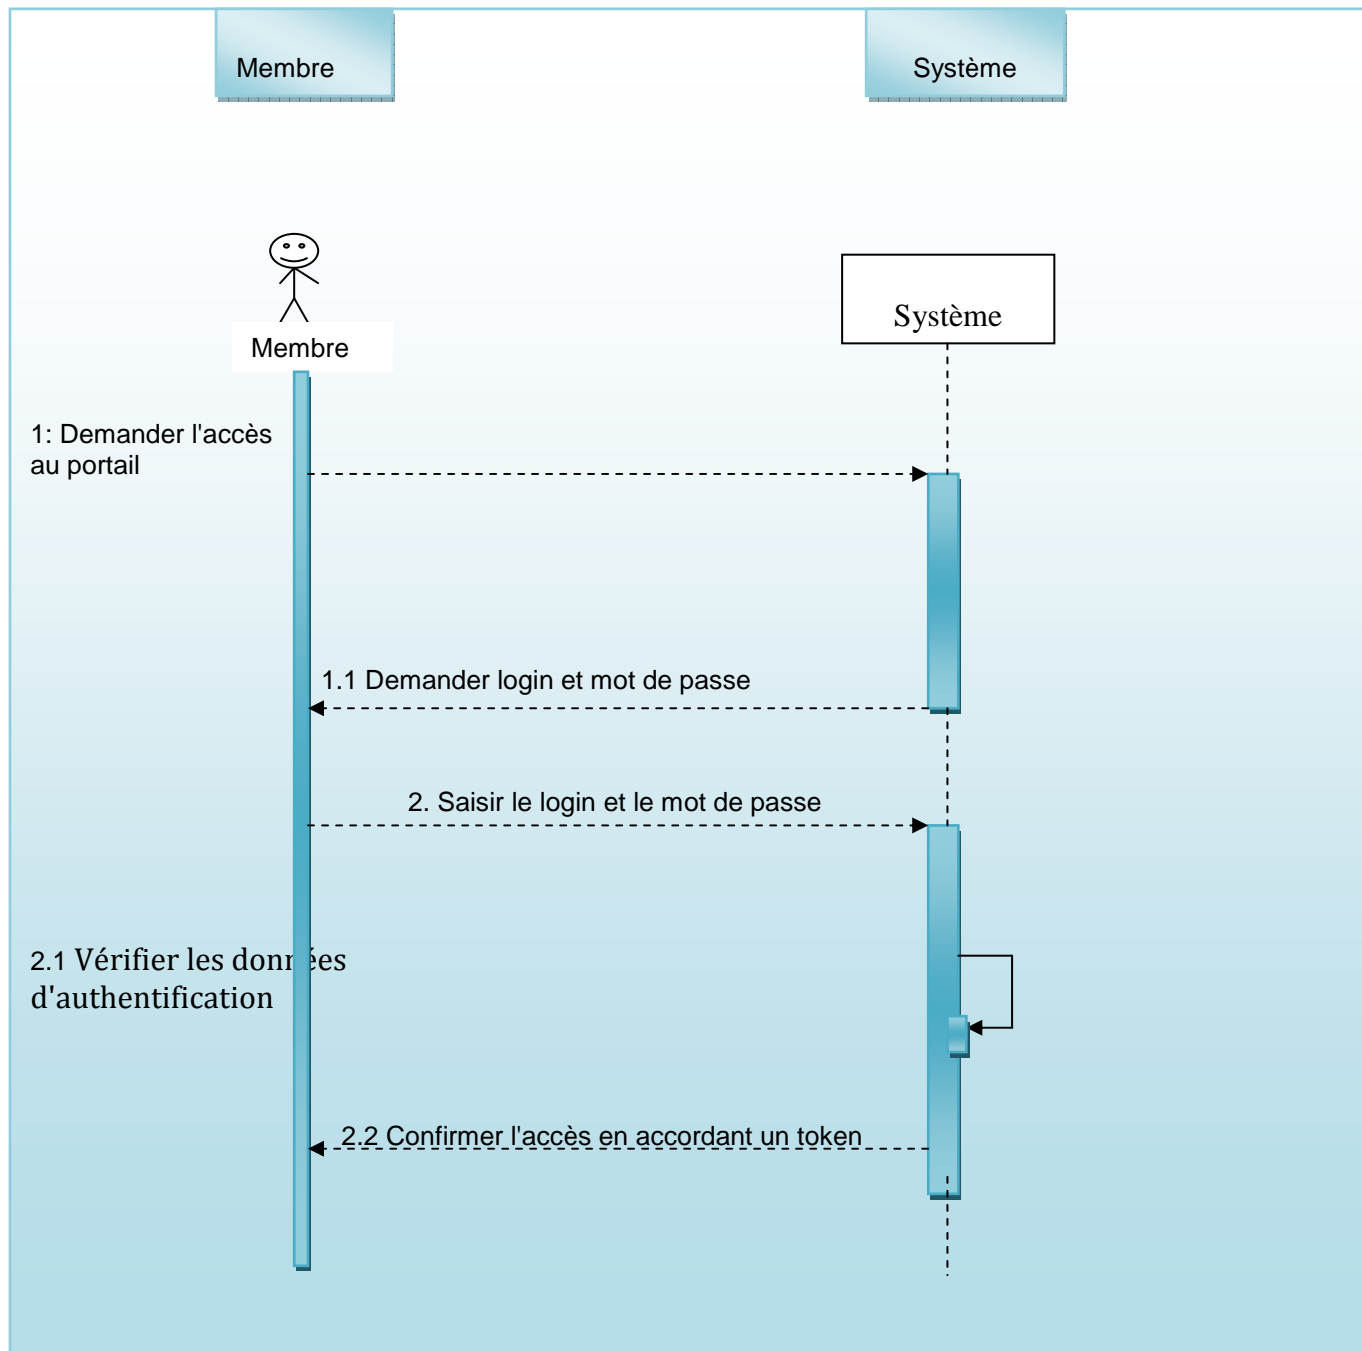 Membre
Système
Système
Membre
1: Demander l'accès
au portail
1.1 Demander login et mot de passe
2. Saisir le login et le mot de passe
2.1 Vérifier les données
d'authentification
2.2 Confirmer l'accès en accordant un token